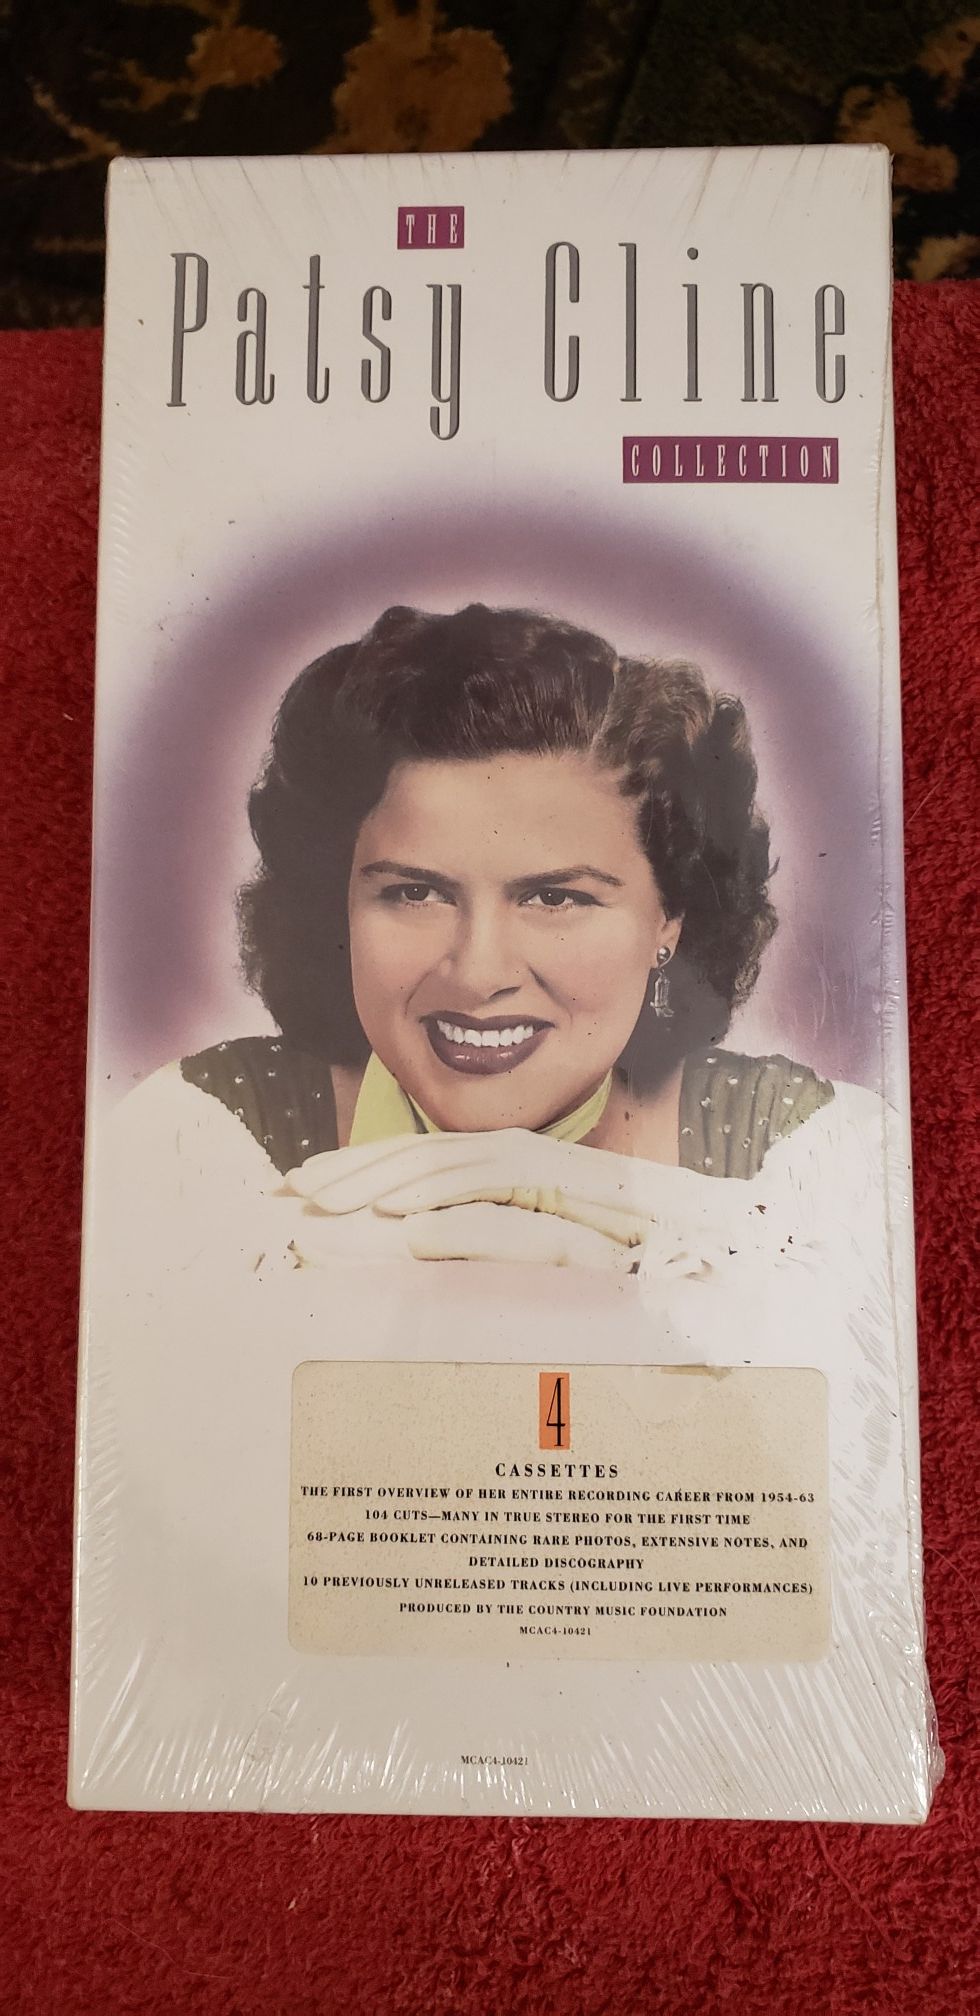 THE
Patsy Cline
COLLECTION
4
CASSETTES
THE FIRST OVERVIEW OF HER ENTIRE RECORDING CAREER FROM 1954-63
104 CUTS—MANY IN TRUE STEREO FOR THE FIRST TIME
68-PAGE BOOKLET CONTAINING RARE PHOTOS, EXTENSIVE NOTES, AND
DETAILED DISCOGRAPHY
10 PREVIOUSLY UNRELEASED TRACKS (INCLUDING LIVE PERFORMANCES)
PRODUCED BY THE COUNTRY MUSIC FOUNDATION
MCAC4-10421
MCAC4-10421